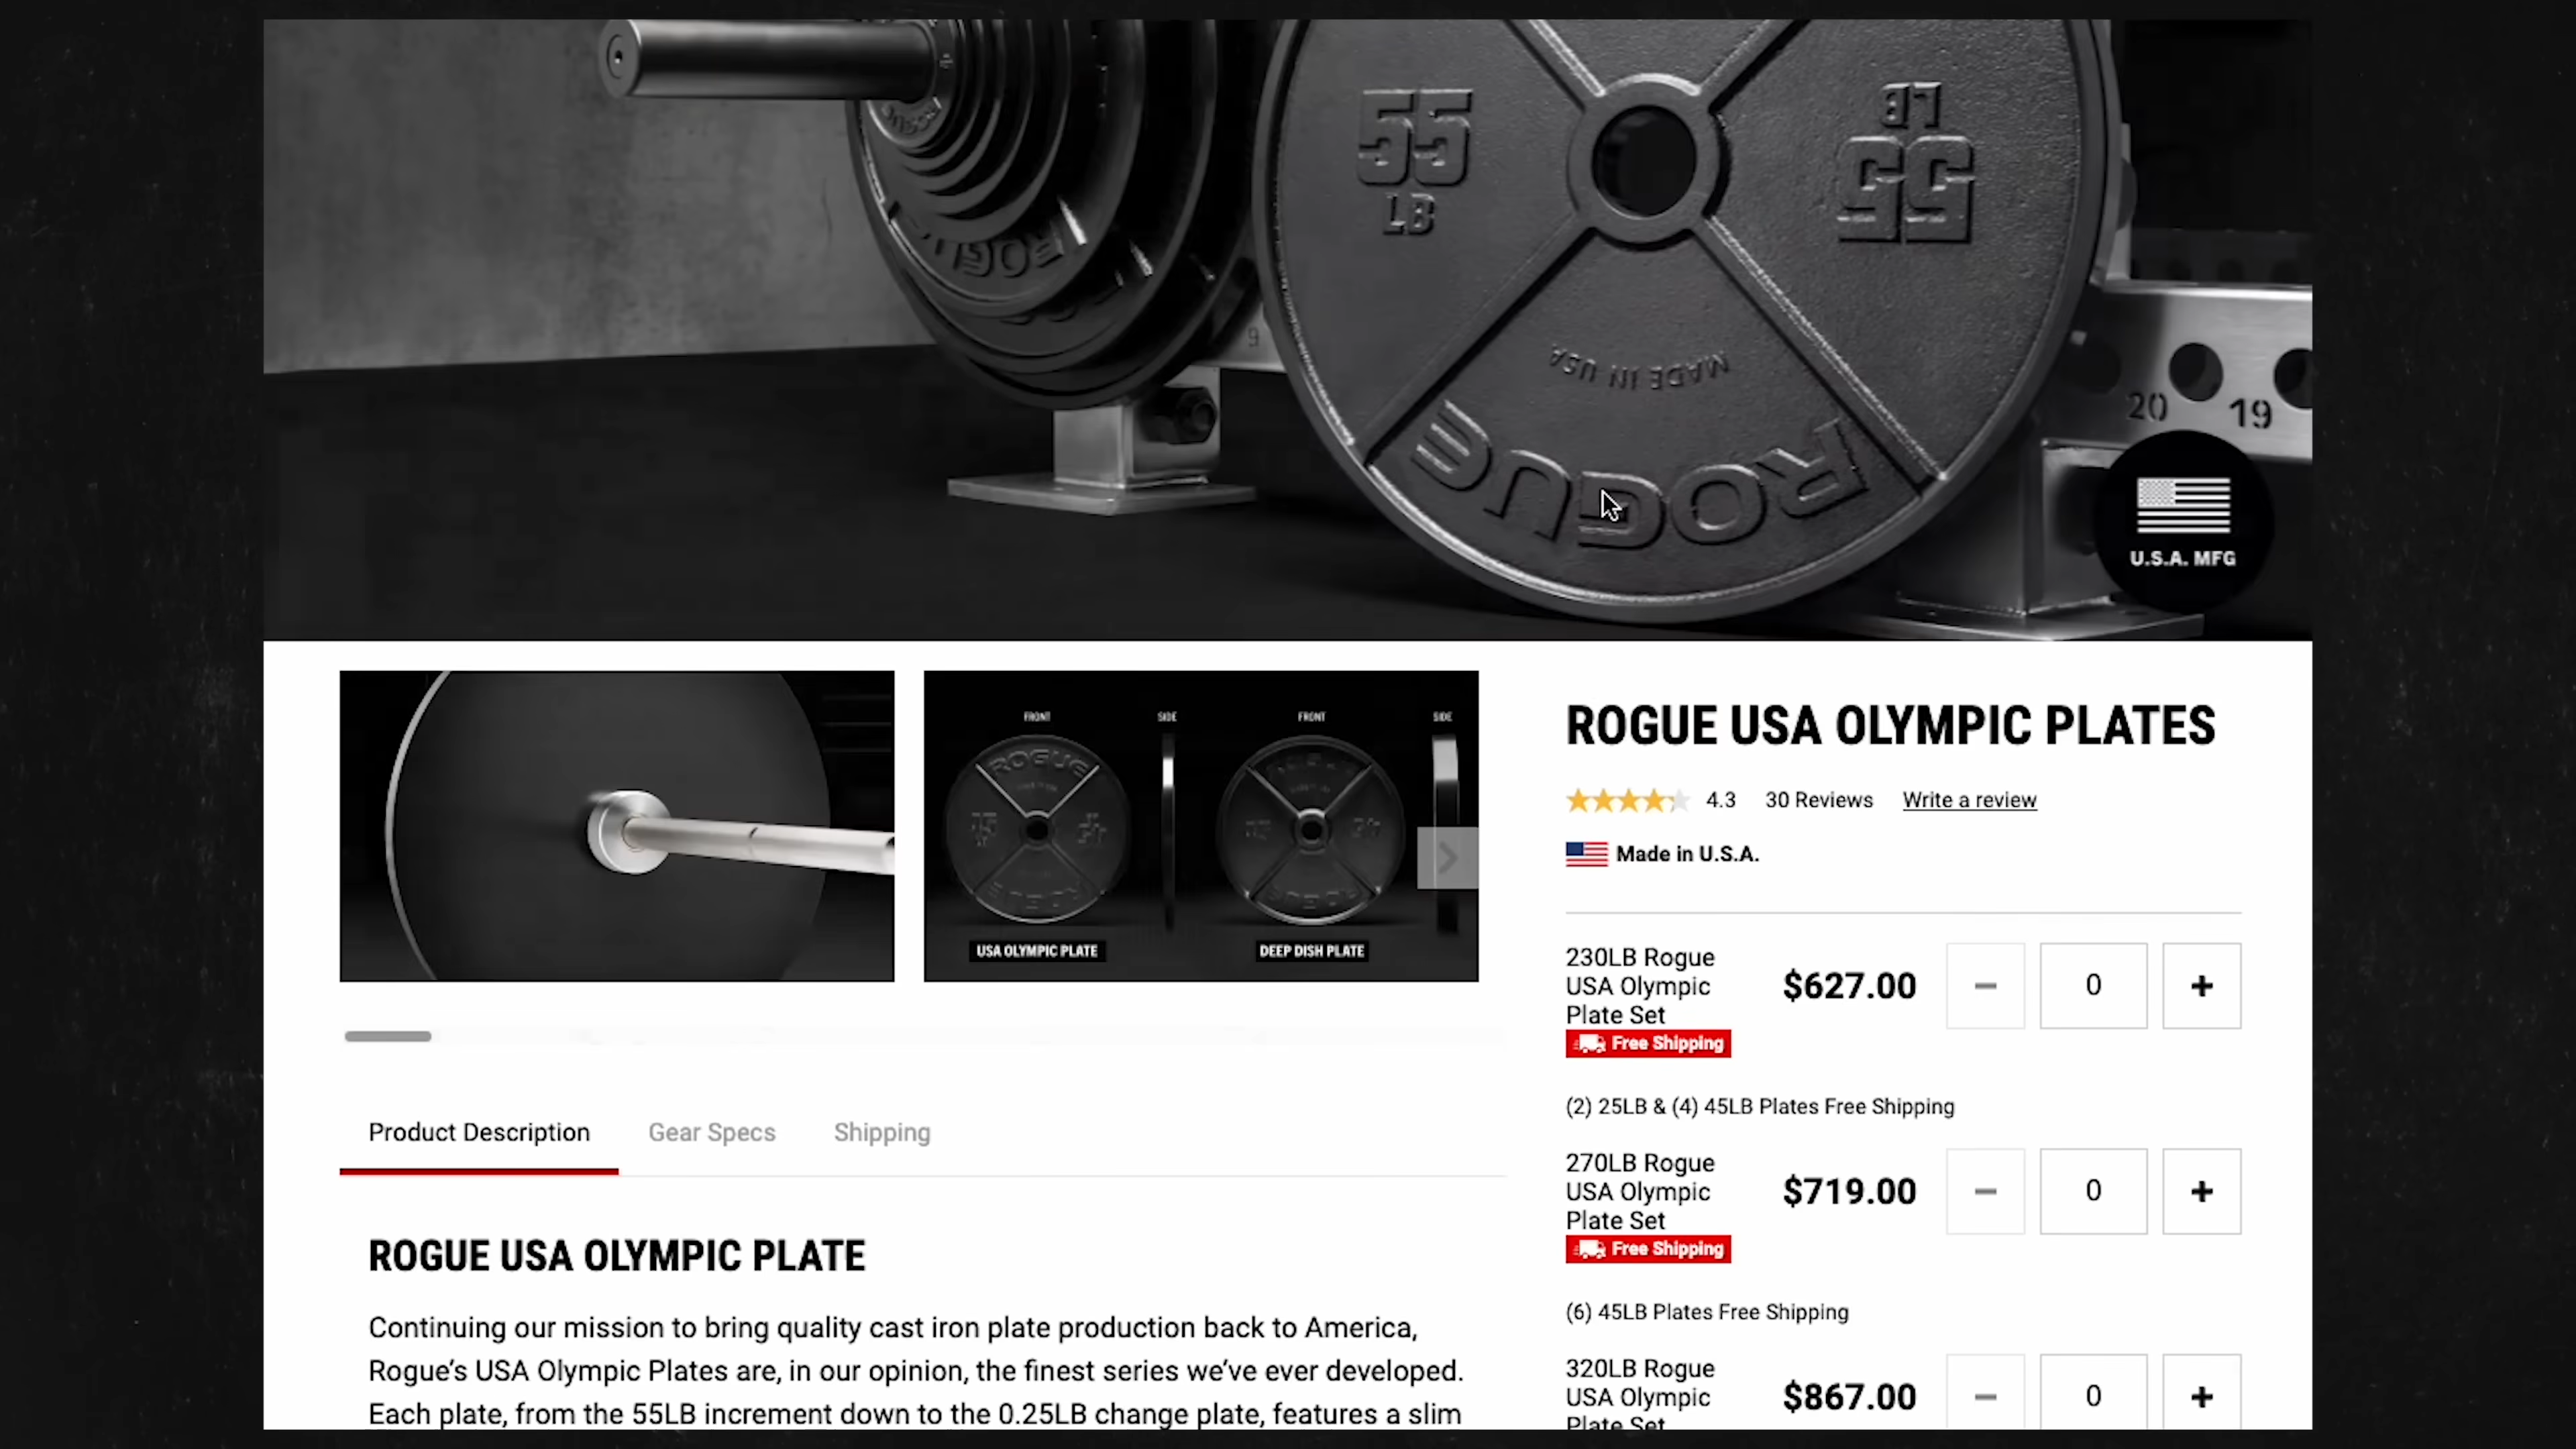 55
LB
55
LB
MADE IN USA
ROGUE
ROGUE
20 19
U.S.A. MFG
FRONT SIDE FRONT SIDE
ROGUE
USA OLYMPIC PLATE
DEEP DISH PLATE
ROGUE USA OLYMPIC PLATES
4.3 30 Reviews Write a review
Made in U.S.A.
230LB Rogue
USA Olympic
Plate Set
$627.00
0
Free Shipping
(2) 25LB & (4) 45LB Plates Free Shipping
270LB Rogue
USA Olympic
Plate Set
$719.00
0
Free Shipping
(6) 45LB Plates Free Shipping
320LB Rogue
USA Olympic
Plate Set
$867.00
0
Product Description Gear Specs Shipping
ROGUE USA OLYMPIC PLATE
Continuing our mission to bring quality cast iron plate production back to America,
Rogue’s USA Olympic Plates are, in our opinion, the finest series we’ve ever developed.
Each plate, from the 55LB increment down to the 0.25LB change plate, features a slim